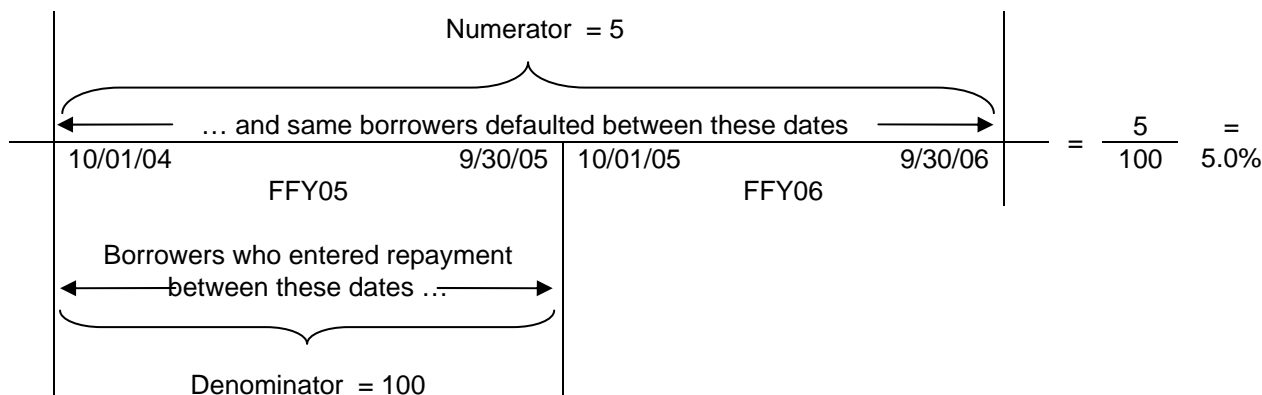 Numerator = 5
… and same borrowers defaulted between these dates
10/01/04 9/30/05 10/01/05 9/30/06
FFY05 FFY06
= 5 =
100 5.0%
Borrowers who entered repayment
between these dates …
Denominator = 100